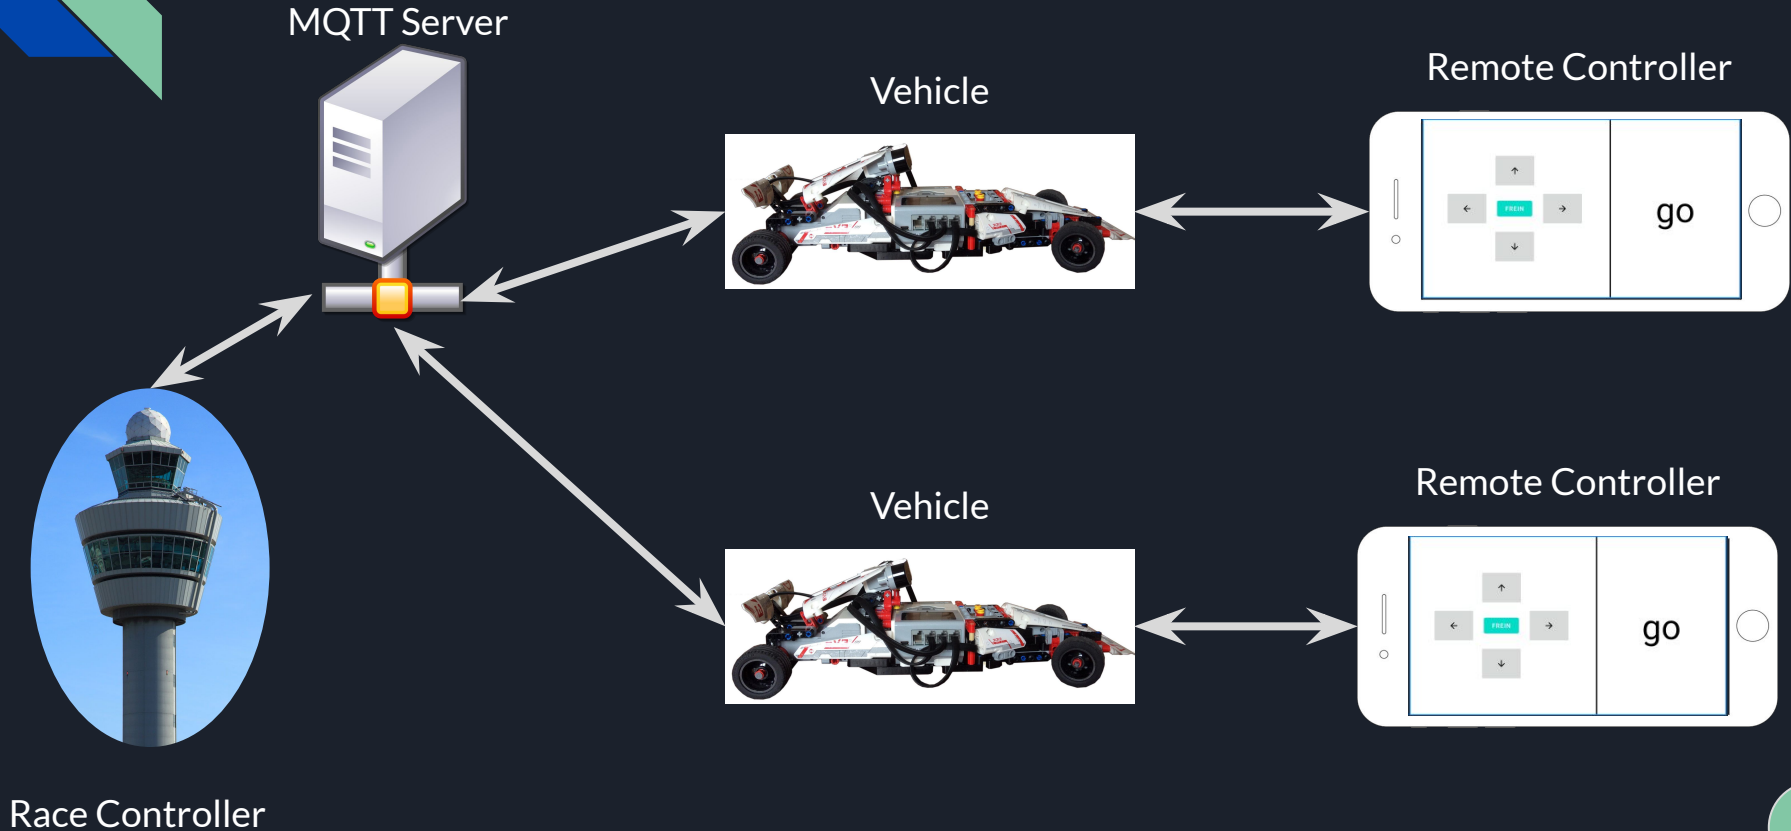 MQTT Server
Vehicle
Remote Controller
↑
← FREIN →
↓
go
Vehicle
Remote Controller
↑
← FREIN →
↓
go
Race Controller